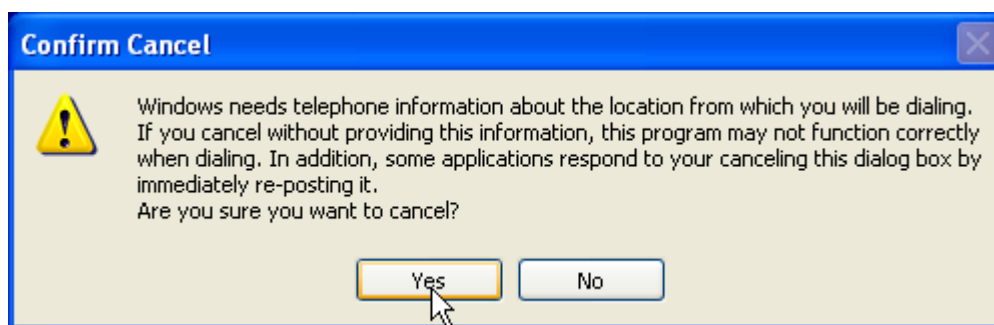 Confirm Cancel
Windows needs telephone information about the location from which you will be dialing.
If you cancel without providing this information, this program may not function correctly
when dialing. In addition, some applications respond to your canceling this dialog box by
immediately re-posting it.
Are you sure you want to cancel?
Yes
No